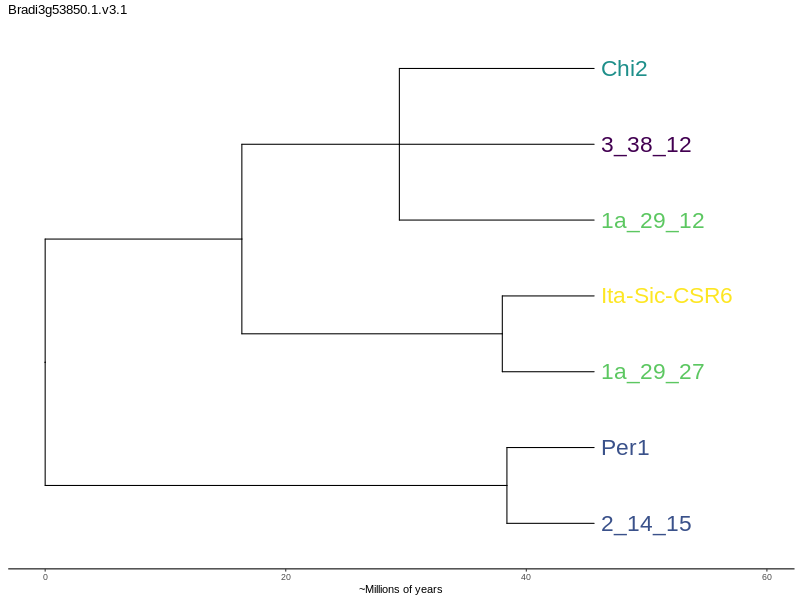 Bradi3g53850.1.v3.1
Chi2
3_38_12
1a_29_12
Ita-Sic-CSR6
1a_29_27
Per1
2_14_15
0 20 40 60
~Millions of years